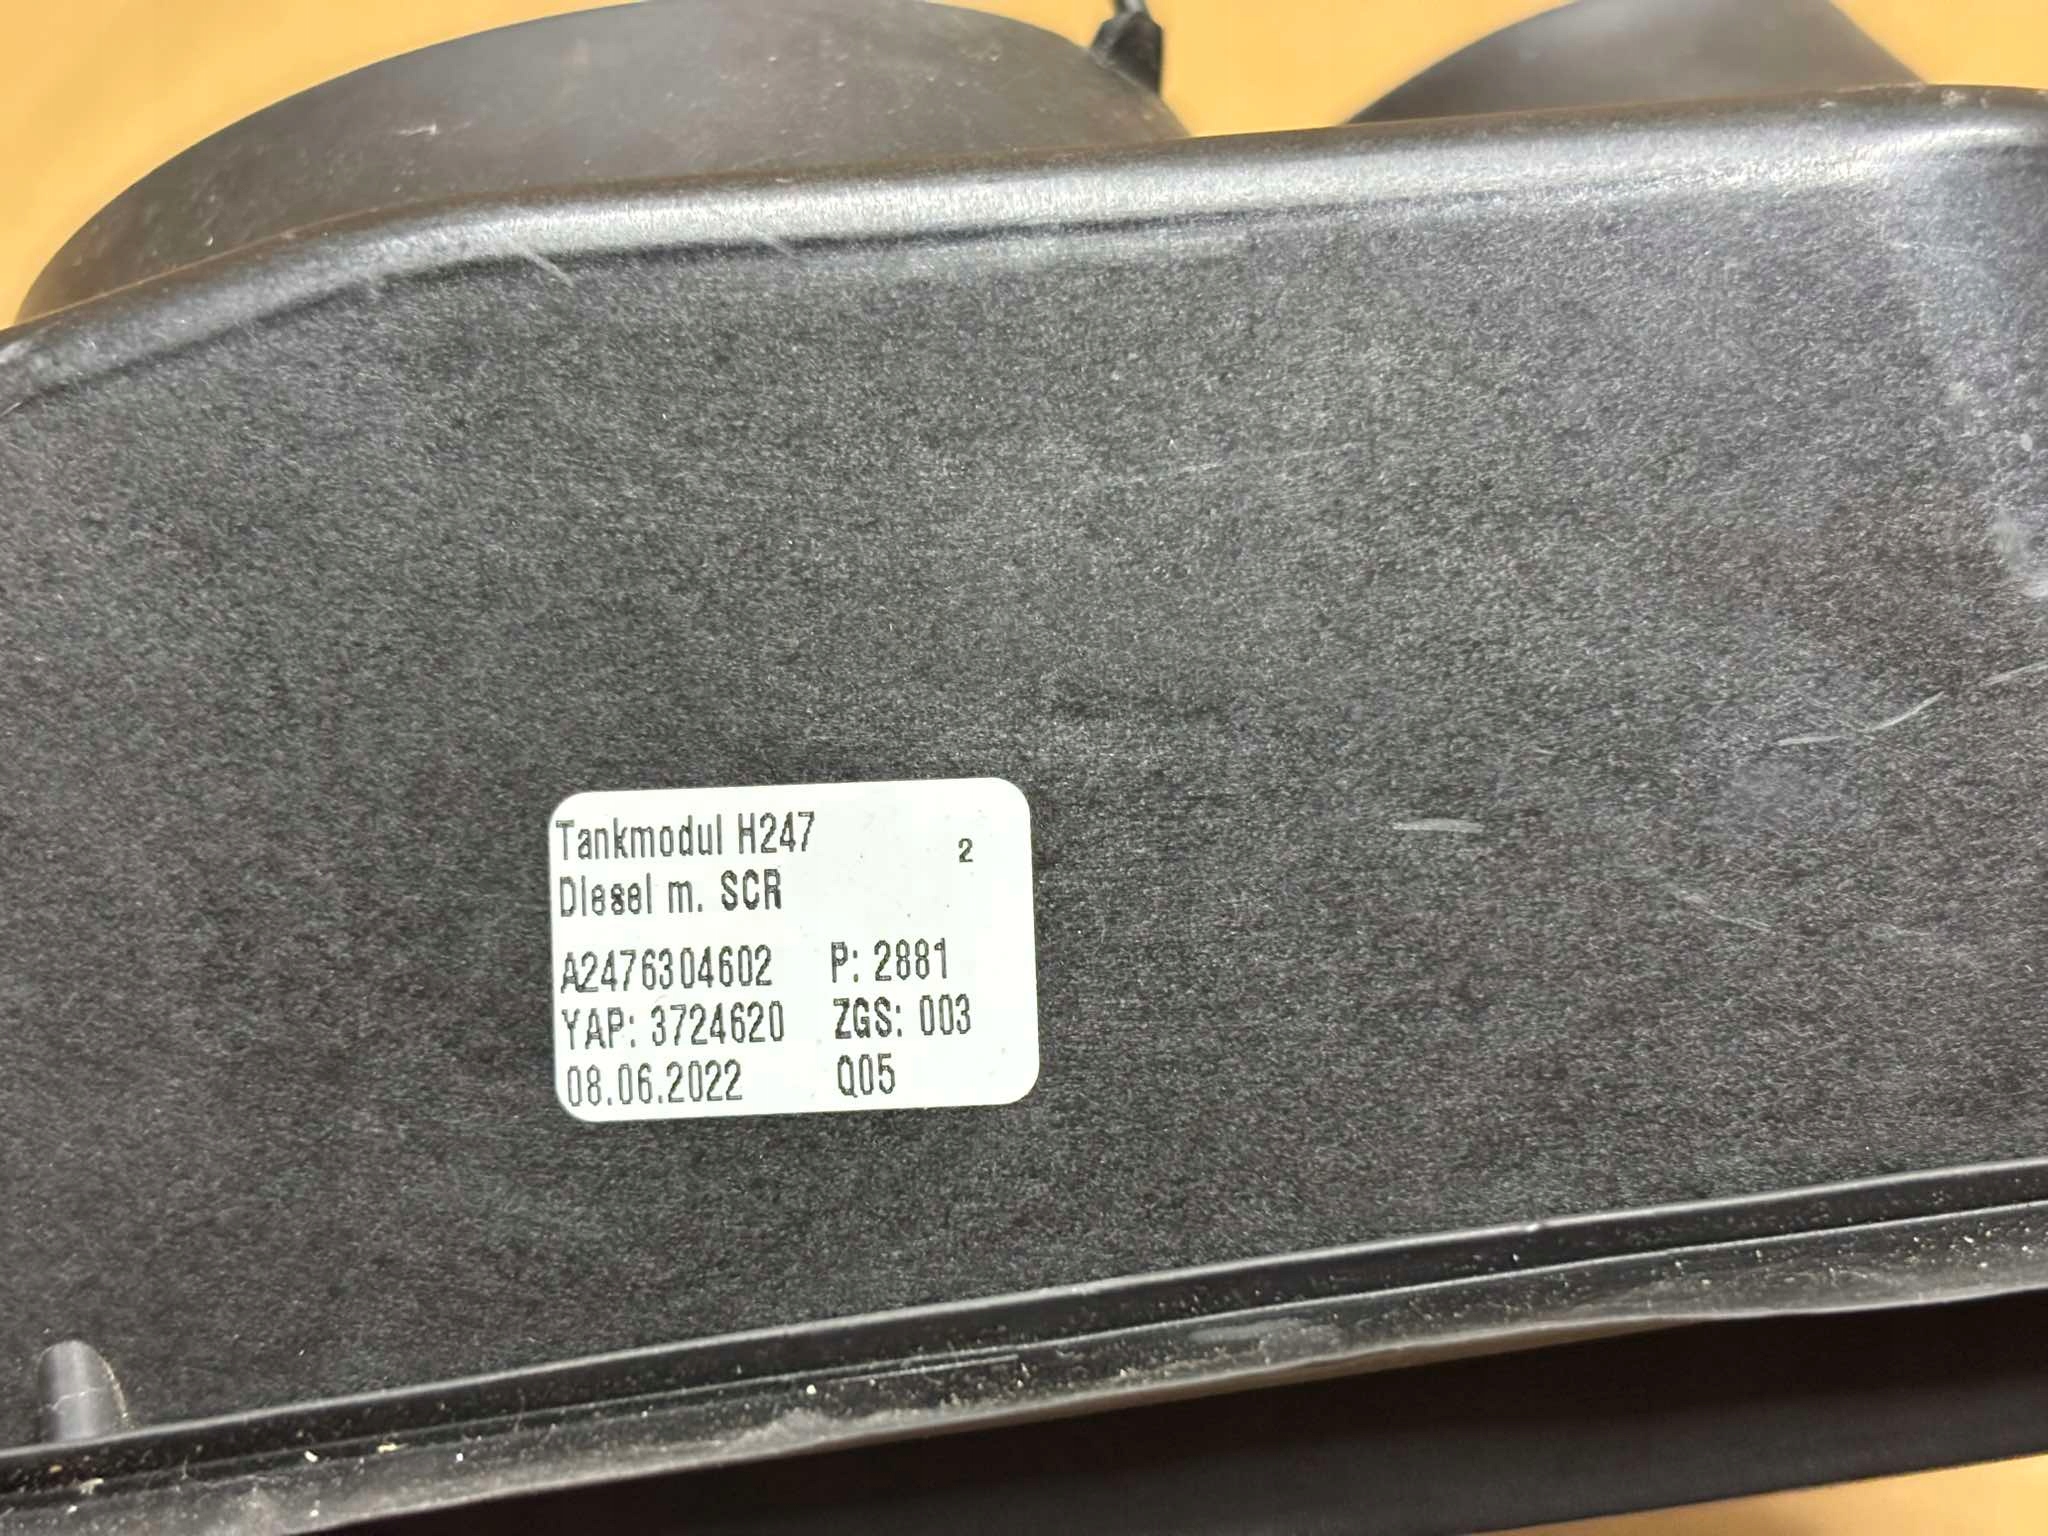 Tankmodul H247
2
Diesel m. SCR
A2476304602 P: 2881
YAP: 3724620 ZGS: 003
08.06.2022 Q05